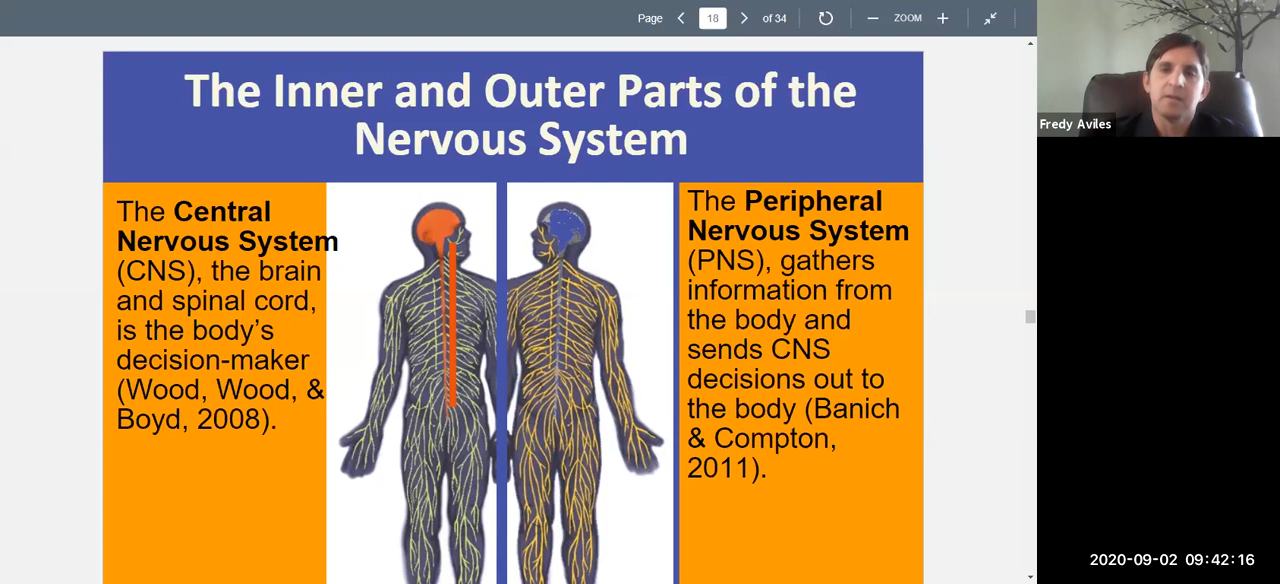 Page 18 of 34 ZOOM
The Inner and Outer Parts of the
Nervous System
The Central
Nervous System
(CNS), the brain
and spinal cord,
is the body’s
decision-maker
(Wood, Wood, &
Boyd, 2008).
The Peripheral
Nervous System
(PNS), gathers
information from
the body and
sends CNS
decisions out to
the body (Banich
& Compton,
2011).
Fredy Aviles
2020-09-02 09:42:16